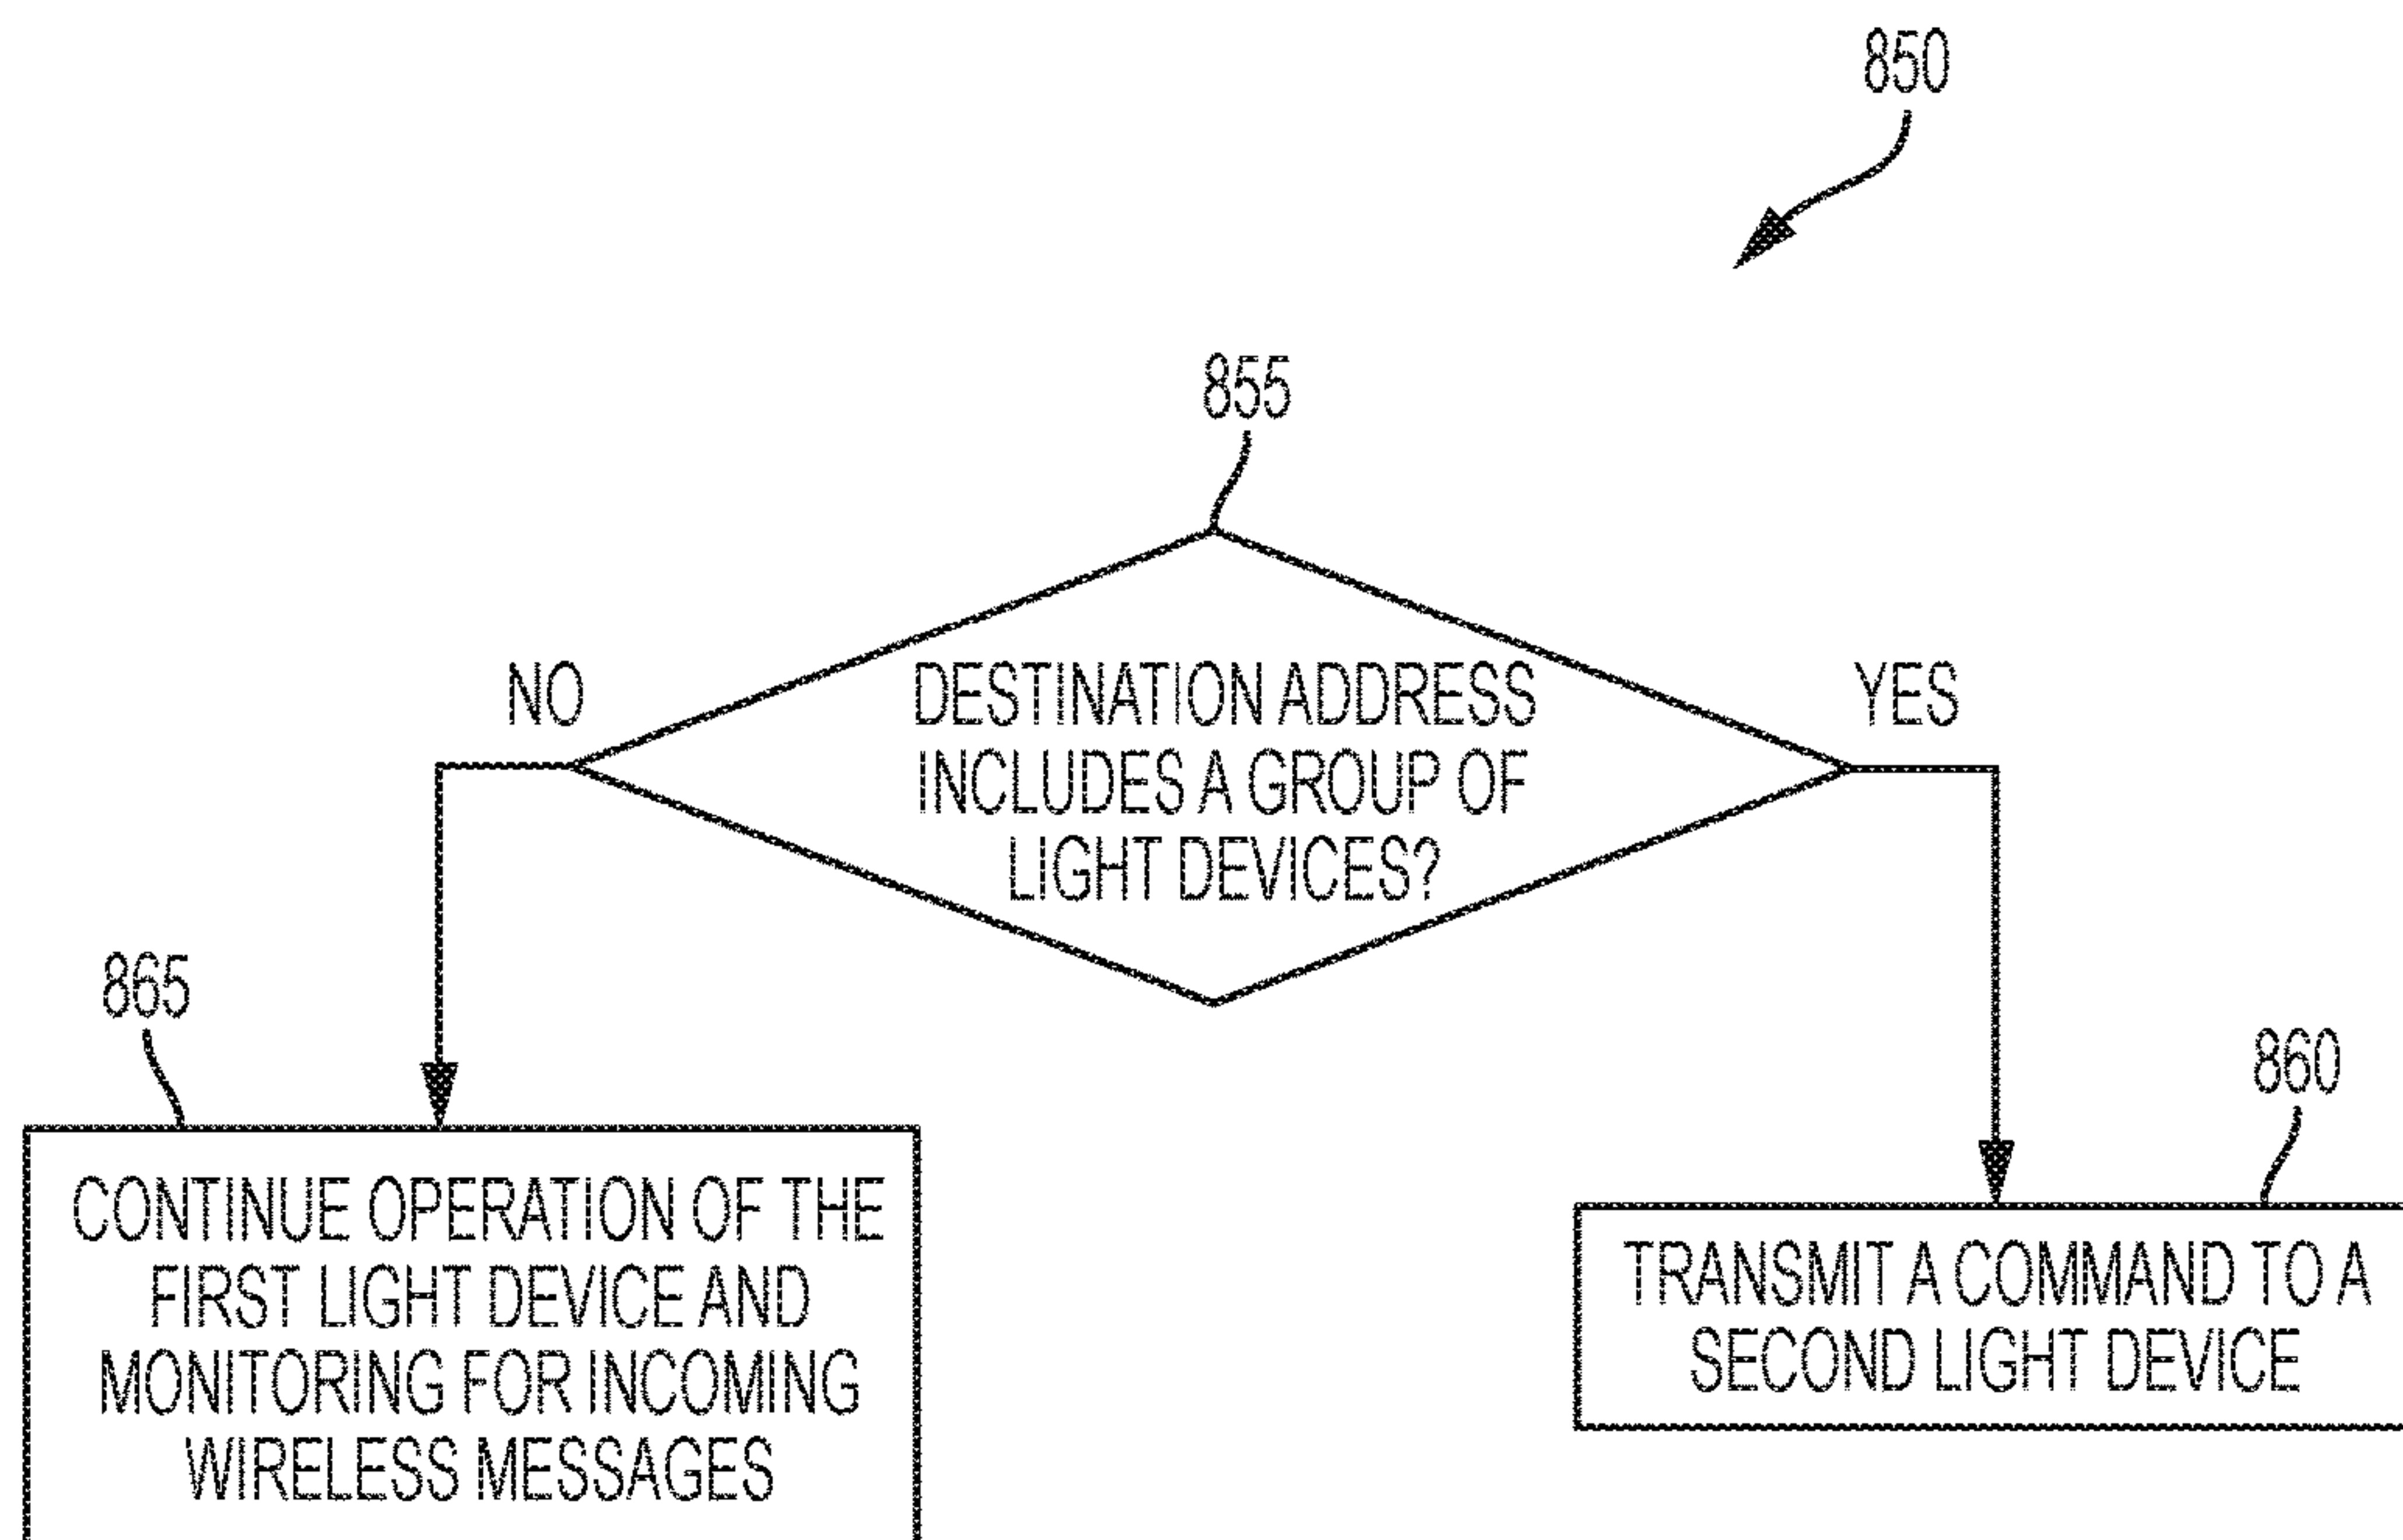 850
855
NO
DESTINATION ADDRESS
INCLUDES A GROUP OF
LIGHT DEVICES?
YES
865
CONTINUE OPERATION OF THE
FIRST LIGHT DEVICE AND
MONITORING FOR INCOMING
WIRELESS MESSAGES
860
TRANSMIT A COMMAND TO A
SECOND LIGHT DEVICE